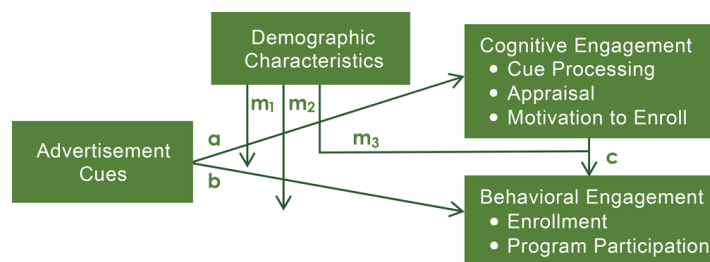 Demographic
Characteristics
Cognitive Engagement
• Cue Processing
• Appraisal
• Motivation to Enroll
m1
m2
a
m3
Advertisement
Cues
c
b
Behavioral Engagement
• Enrollment
• Program Participation